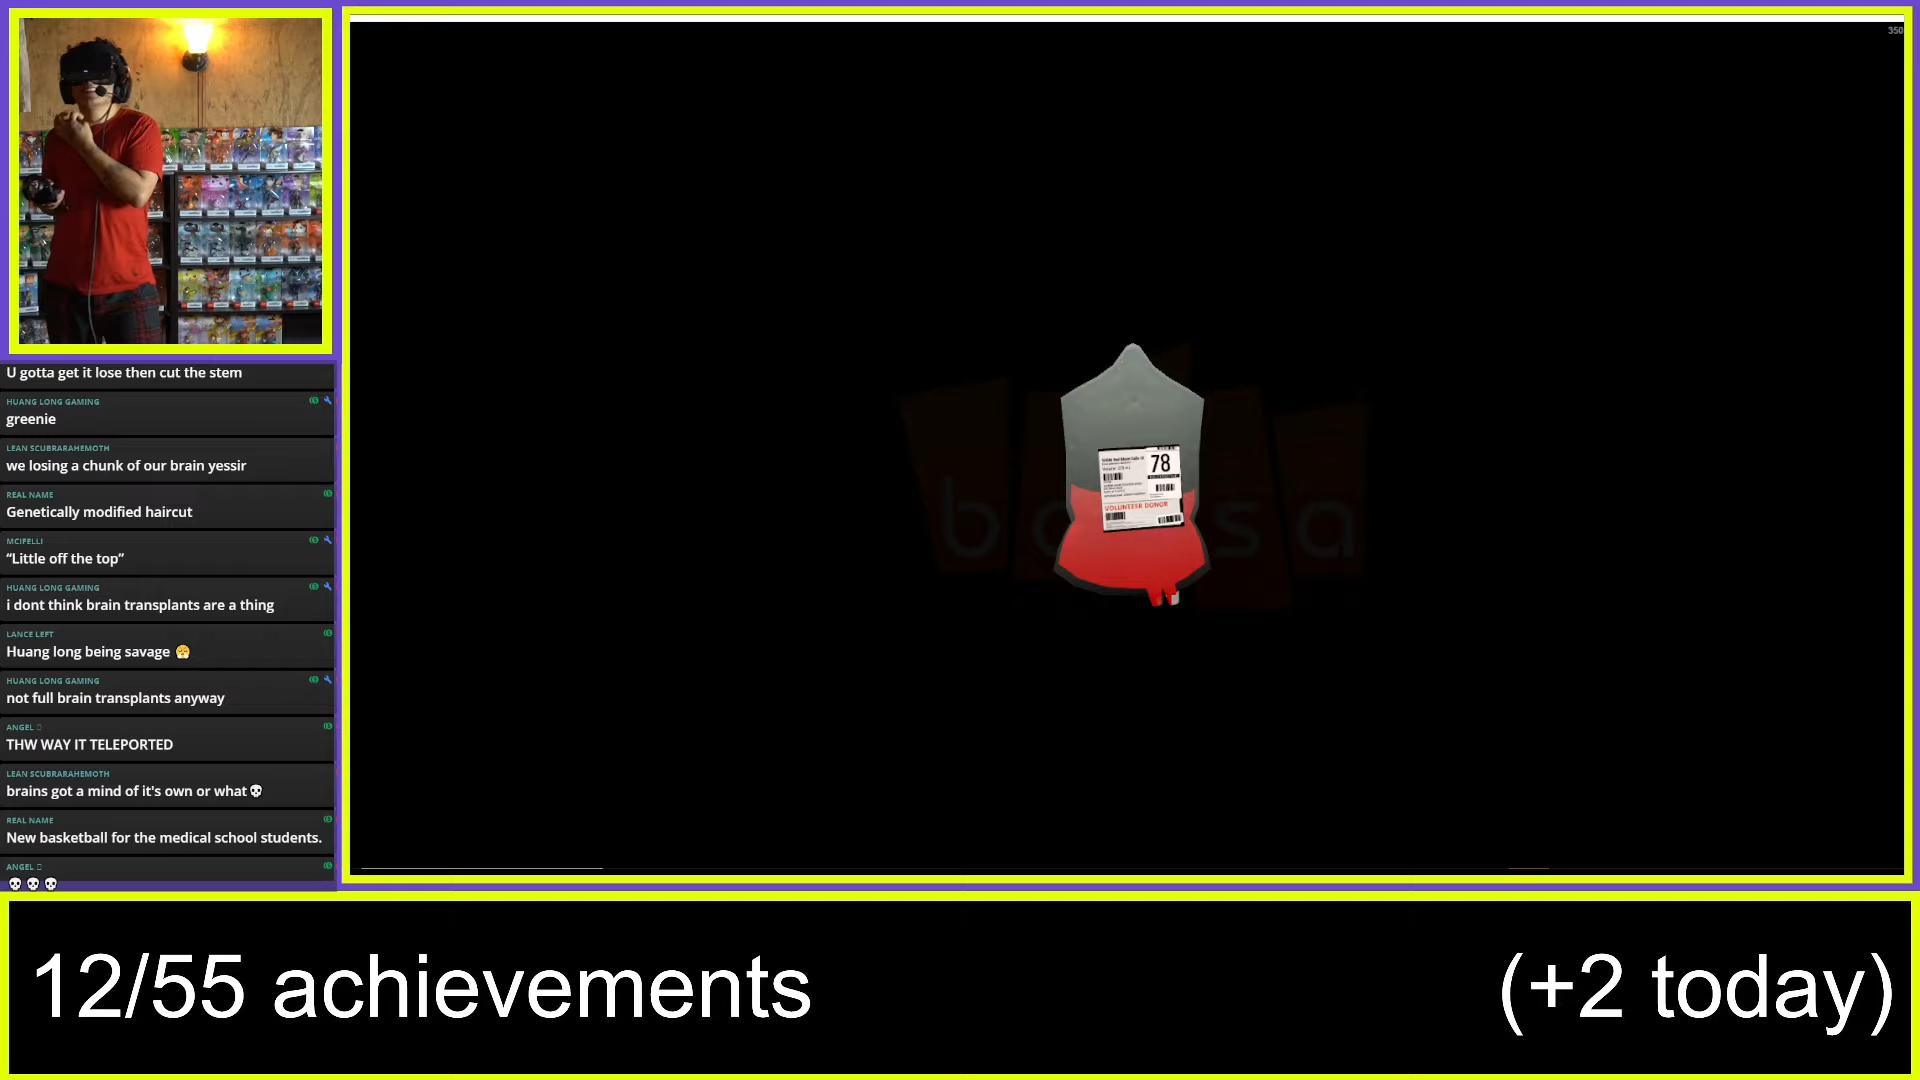 350
U gotta get it lose then cut the stem
HUANG LONG GAMING
greenie
LEAN SCUBRARAHEMOTH
we losing a chunk of our brain yessir
REAL NAME
Genetically modified haircut
MCIFELLI
“Little off the top”
HUANG LONG GAMING
i dont think brain transplants are a thing
LANCE LEFT
Huang long being savage 😤
HUANG LONG GAMING
not full brain transplants anyway
ANGEL
THW WAY IT TELEPORTED
LEAN SCUBRARAHEMOTH
brains got a mind of it's own or what💀
REAL NAME
New basketball for the medical school students.
ANGEL
💀💀💀
78
VOLUNTEER DONOR
12/55 achievements
(+2 today)